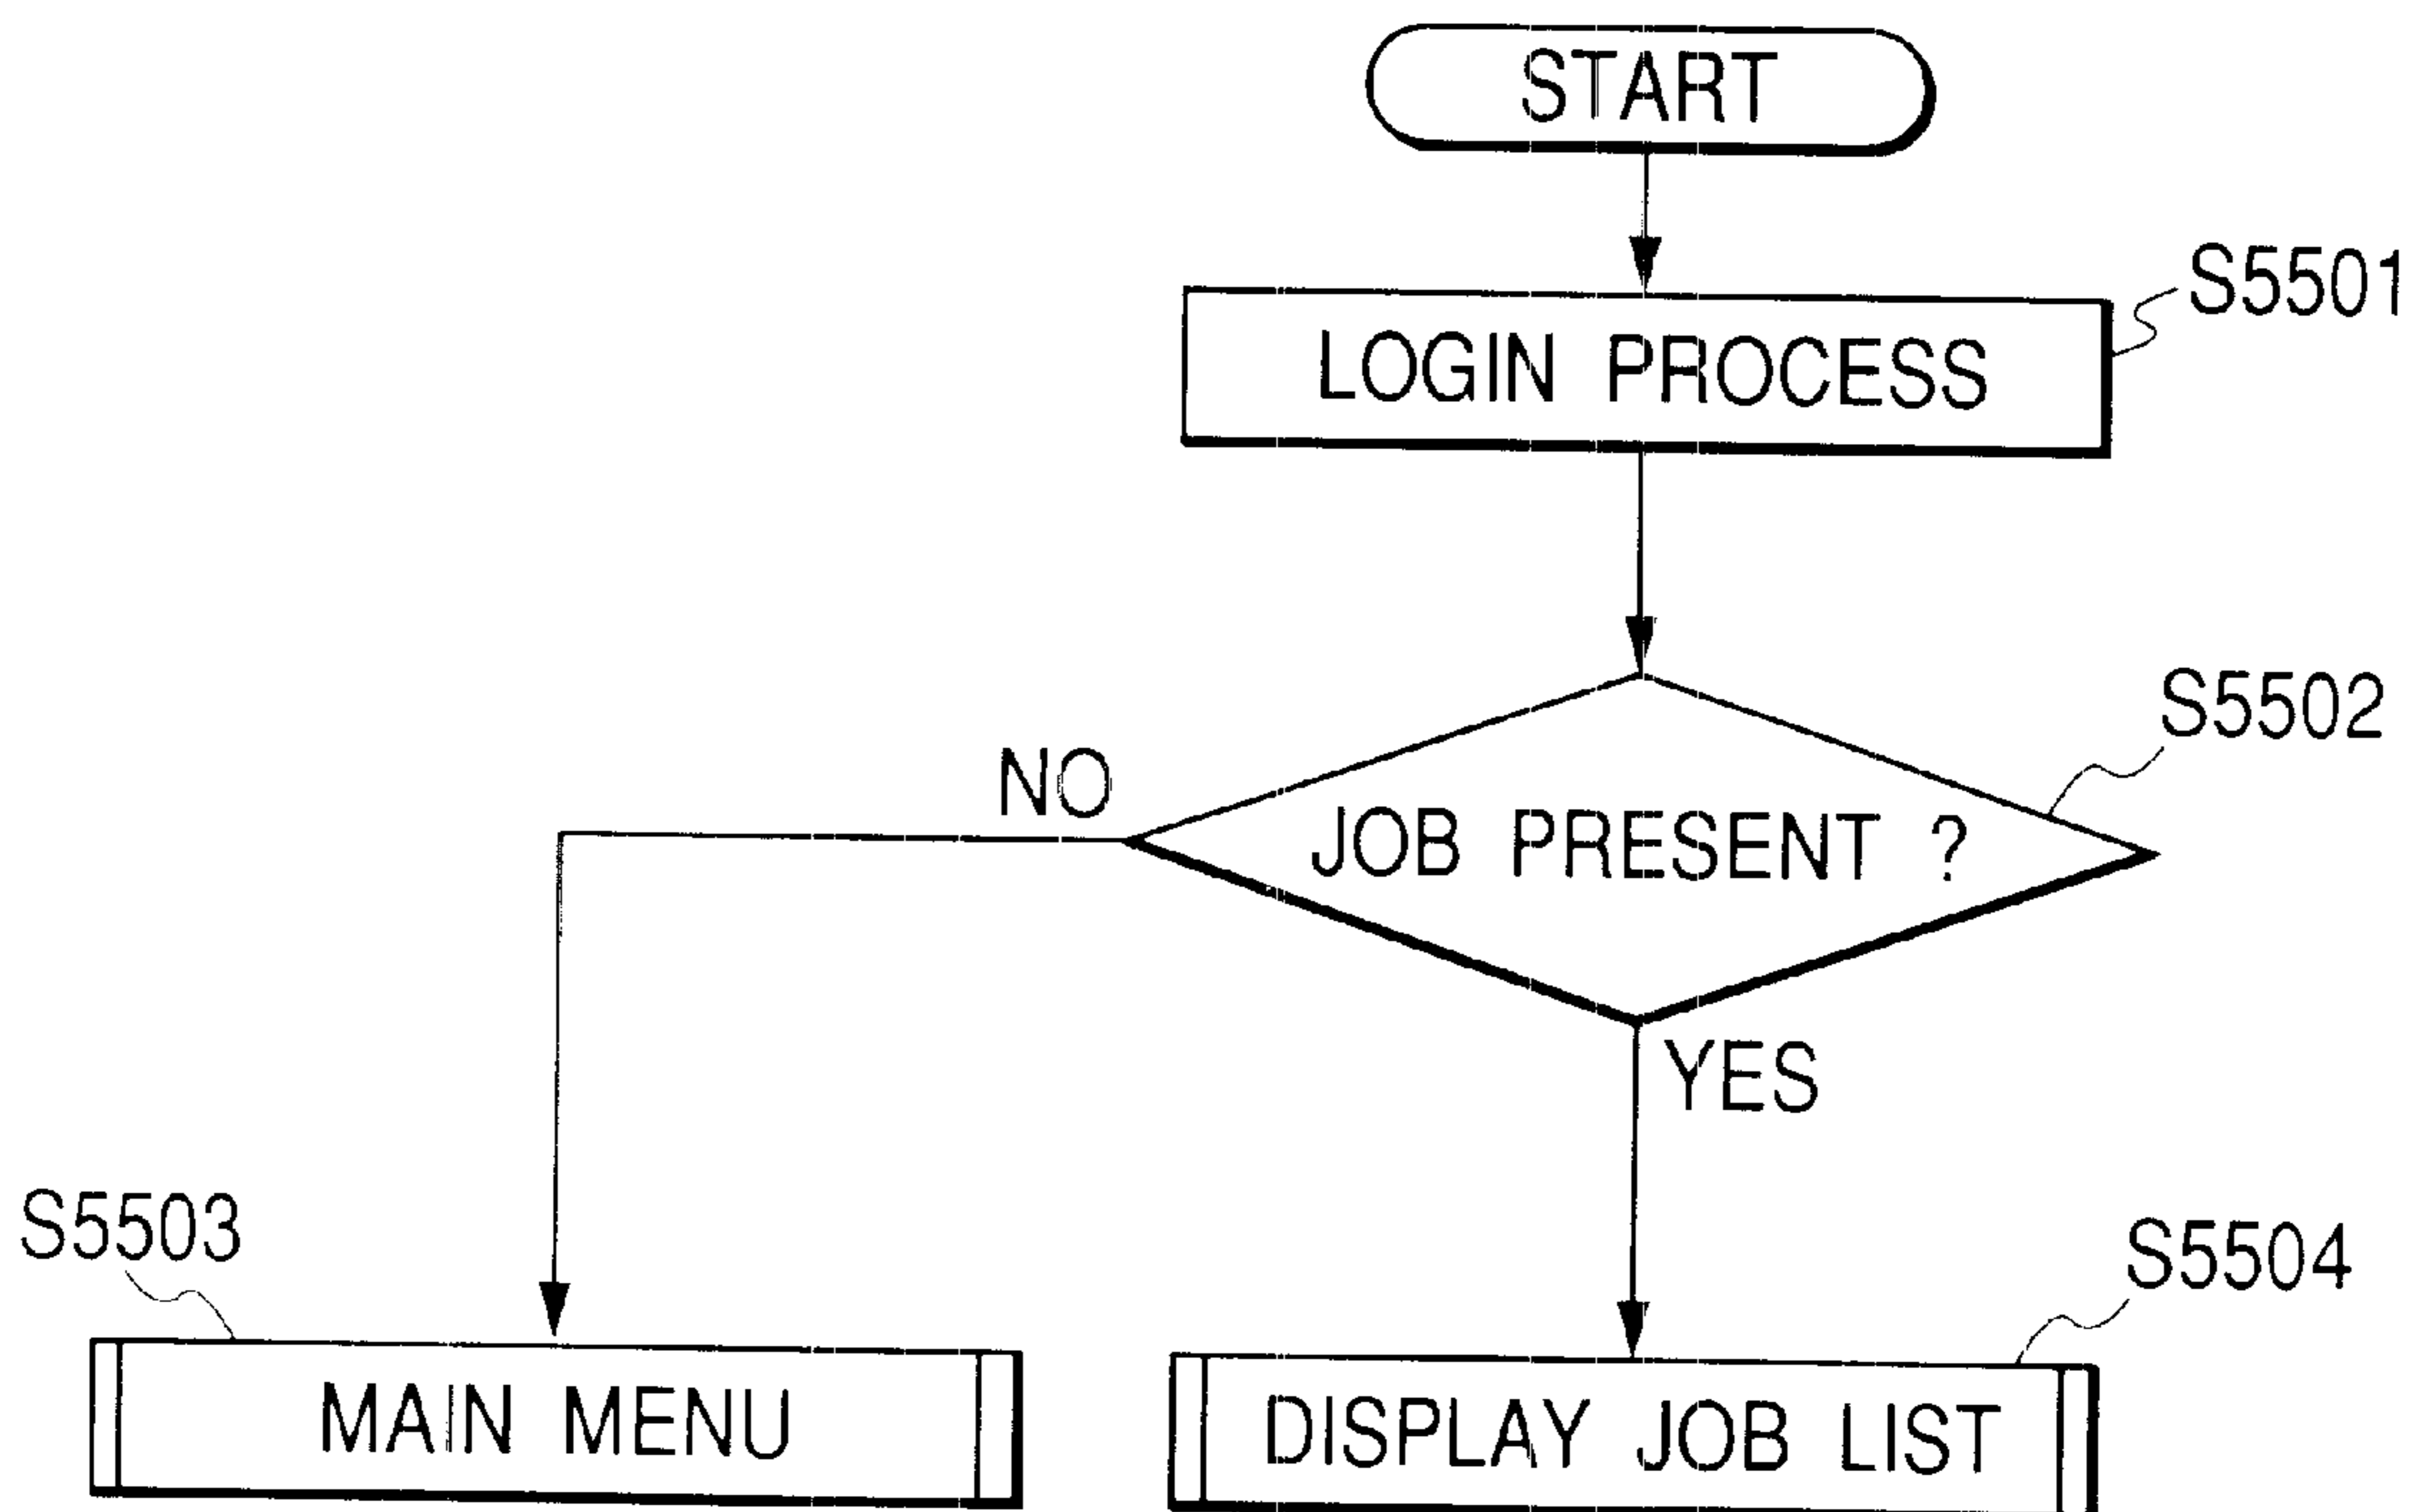 START
S5501
LOGIN PROCESS
S5502
NO
JOB PRESENT ?
YES
S5503
S5504
MAIN MENU
DISPLAY JOB LIST